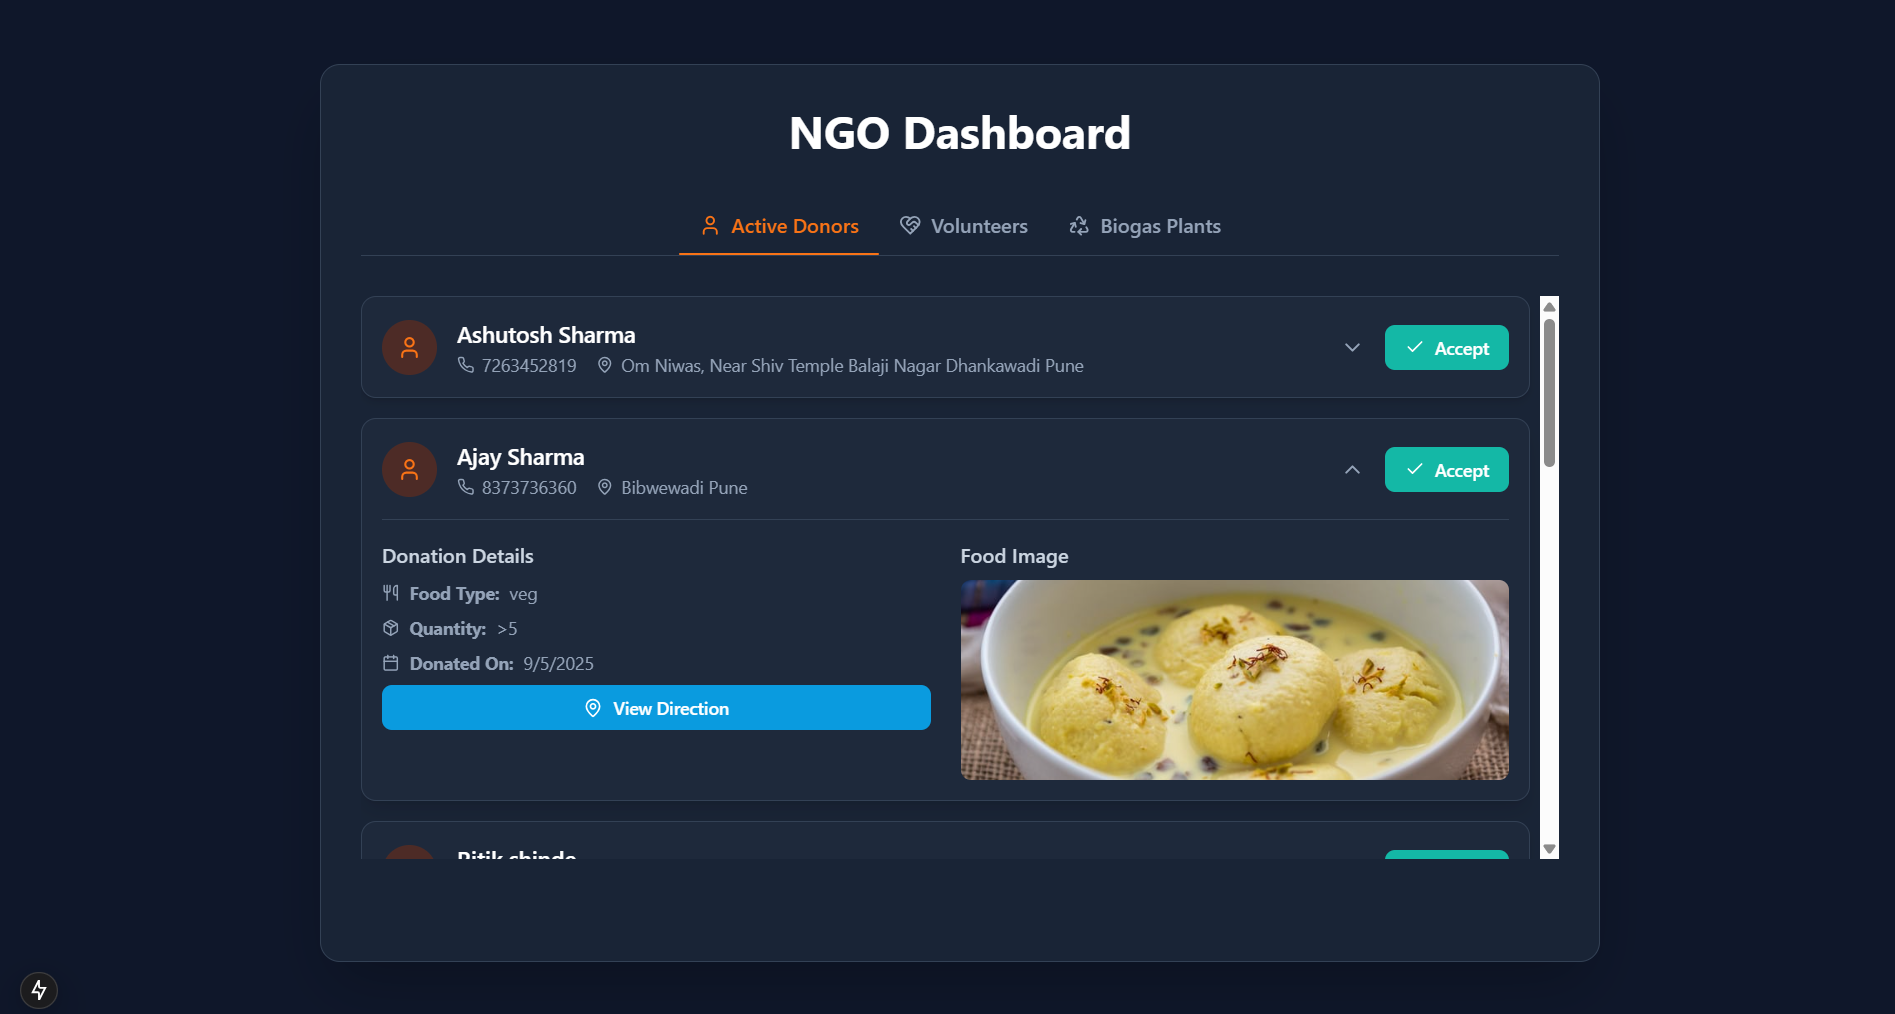 NGO Dashboard
Active Donors
Volunteers
Biogas Plants
Ashutosh Sharma
7263452819 Om Niwas, Near Shiv Temple Balaji Nagar Dhankawadi Pune
Accept
Ajay Sharma
8373736360 Bibwewadi Pune
Accept
Donation Details
Food Type: veg
Quantity: >5
Donated On: 9/5/2025
View Direction
Food Image